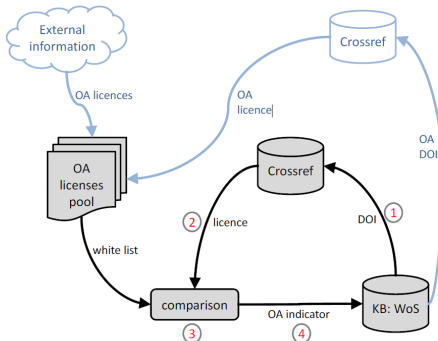 External
information
Crossref
OA licences
OA
licence
OA
DOI
OA
licenses
pool
Crossref
1
2
licence
DOI
white list
comparison
OA indicator
KB: WoS
3
4